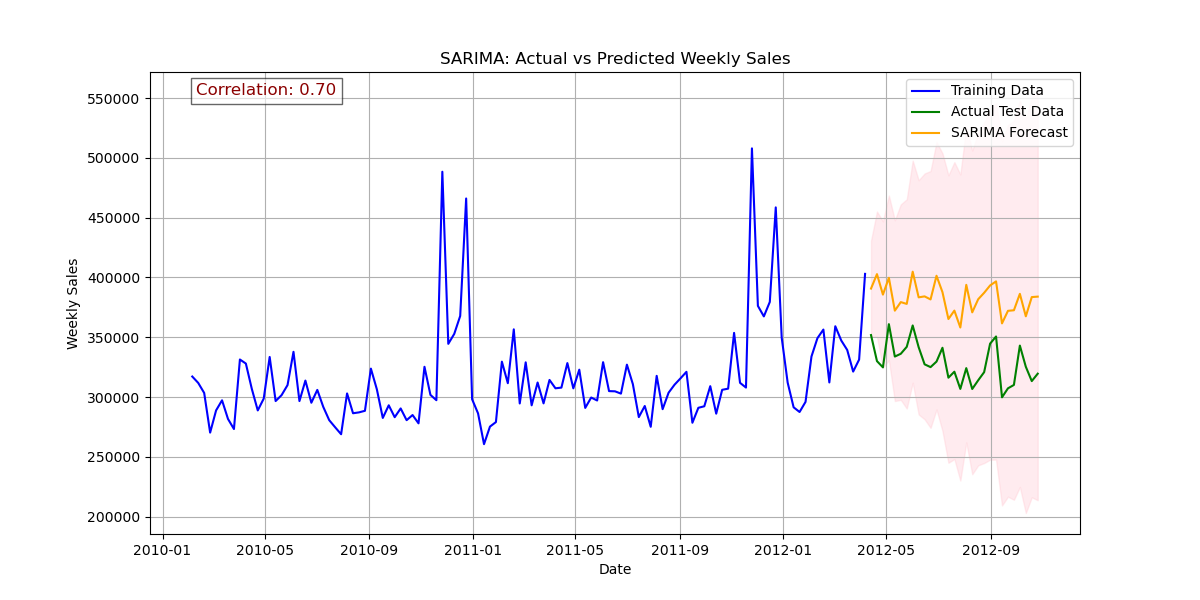 SARIMA: Actual vs Predicted Weekly Sales
Correlation: 0.70
Training Data
Actual Test Data
SARIMA Forecast
Weekly Sales
550000
500000
450000
400000
350000
300000
250000
200000
2010-01 2010-05 2010-09 2011-01 2011-05 2011-09 2012-01 2012-05 2012-09
Date